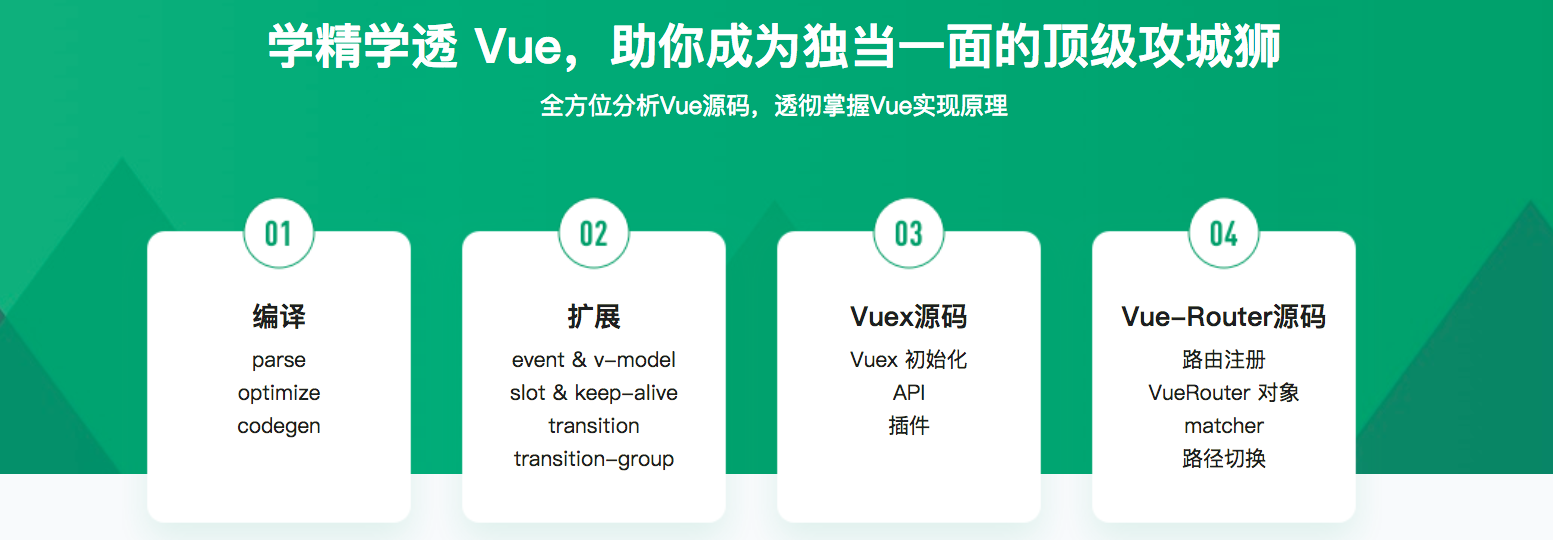 学精学透 Vue，助你成为独当一面的顶级攻城狮
全方位分析Vue源码，透彻掌握Vue实现原理
01
编译
parse
optimize
codegen
02
扩展
event & v-model
slot & keep-alive
transition
transition-group
03
Vuex源码
Vuex 初始化
API
插件
04
Vue-Router源码
路由注册
VueRouter 对象
matcher
路径切换